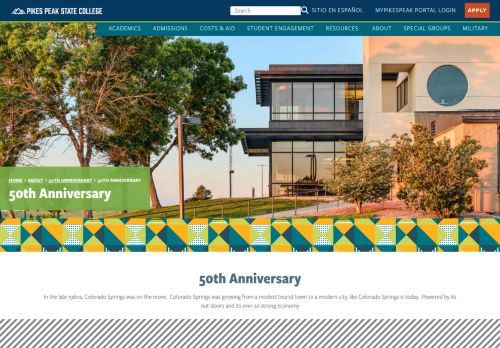 PIKES PEAK STATE COLLEGE
Search
SITIO EN ESPAÑOL
MYPIKESPEAK PORTAL LOGIN
APPLY
ACADEMICS
ADMISSIONS
COSTS & AID
STUDENT ENGAGEMENT
RESOURCES
ABOUT
SPECIAL GROUPS
MILITARY
HOME > ABOUT > 50TH ANNIVERSARY > 50TH ANNIVERSARY
50th Anniversary
50th Anniversary
In the late 1960s, Colorado Springs was on the move. Colorado Springs was growing from a modest tourist town to a modern city, like Colorado Springs is today. Powered by its
out-doors and its ever so strong economy